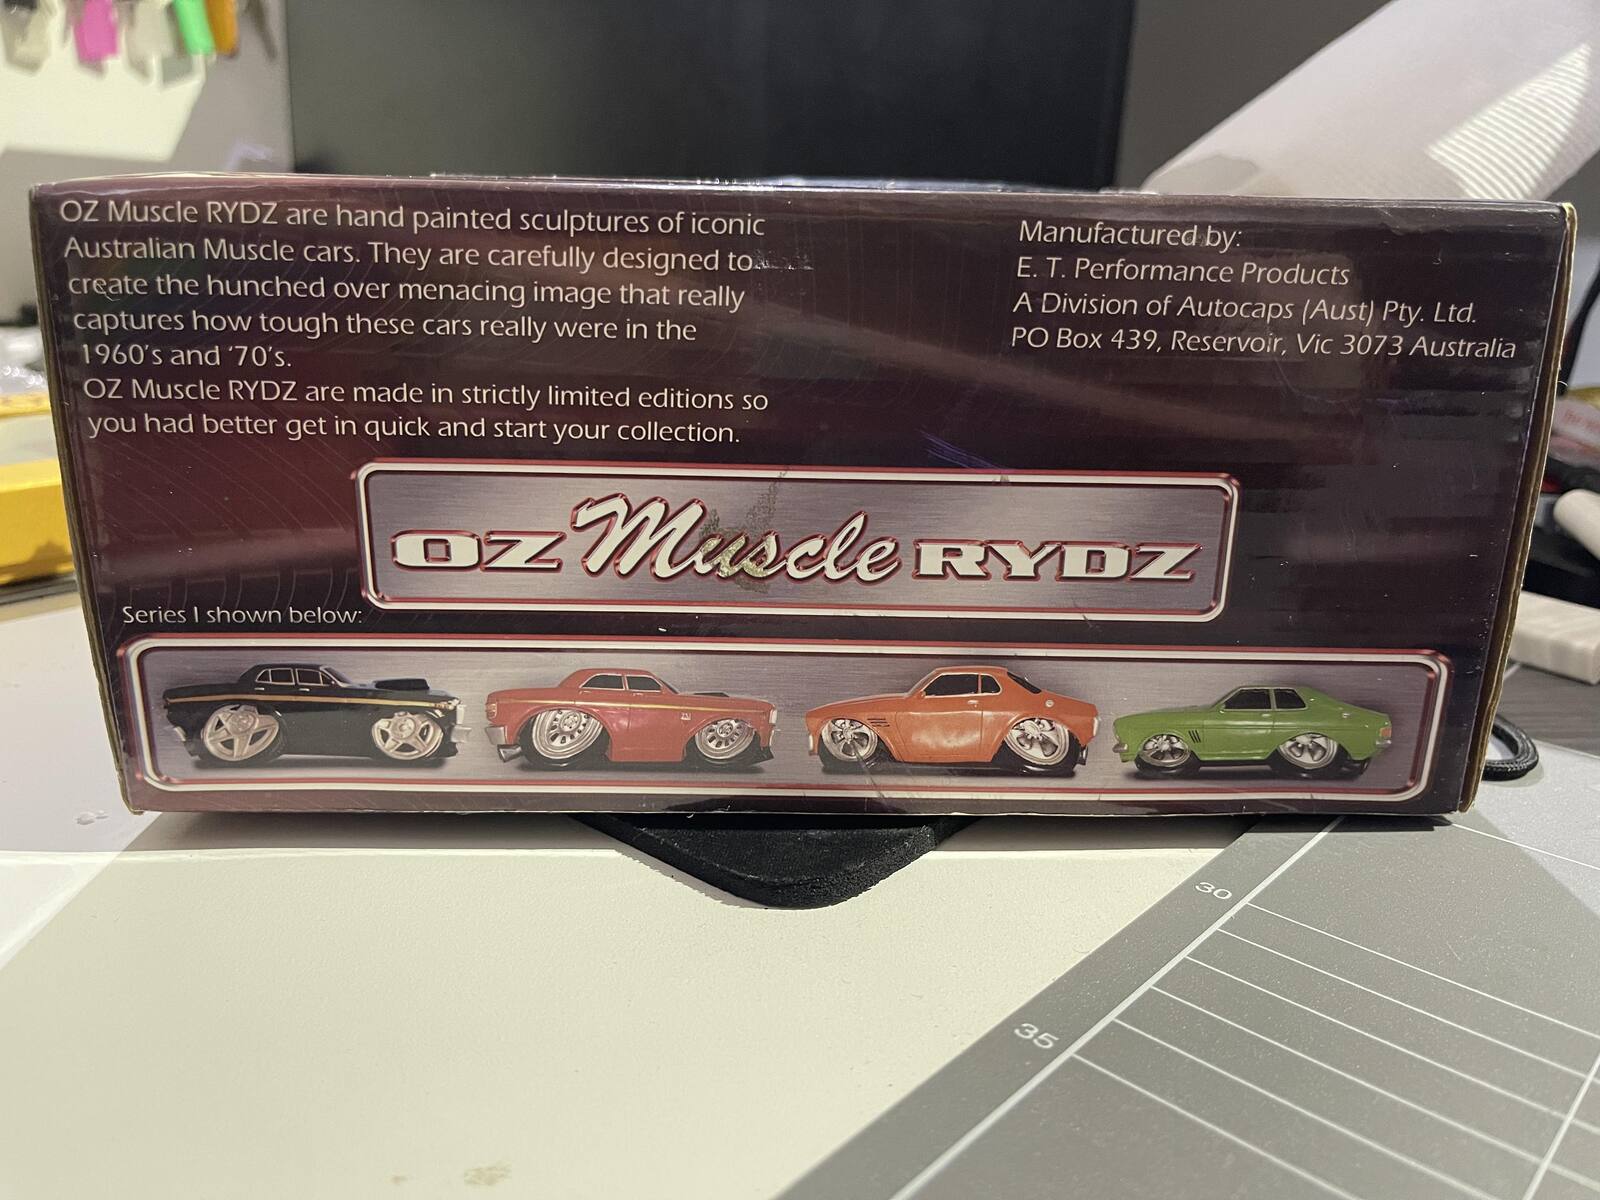 OZ Muscle RYDZ are hand painted sculptures of iconic
Australian Muscle cars. They are carefully designed to
create the hunched over menacing image that really
captures how tough these cars really were in the
1960's and '70's.
OZ Muscle RYDZ are made in strictly limited editions so
you had better get in quick and start your collection.
Manufactured by:
E. T. Performance Products
A Division of Autocaps (Aust) Pty. Ltd.
PO Box 439, Reservoir, Vic 3073 Australia
OZ Muscle RYDZ
Series I shown below:
30
35